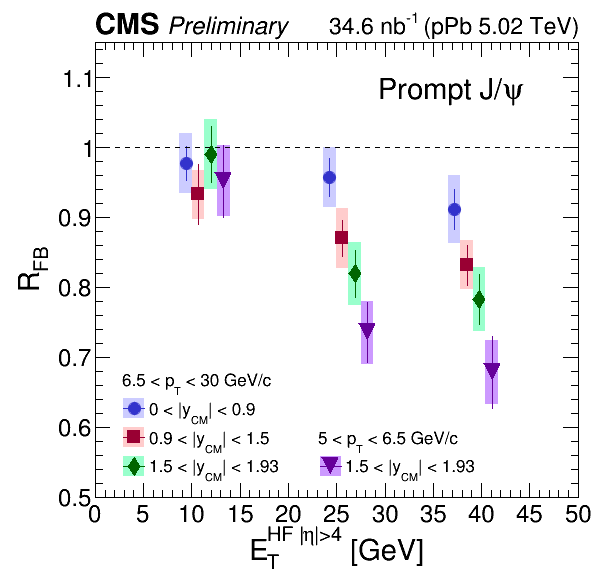 CMS Preliminary 34.6 nb⁻¹ (pPb 5.02 TeV)
Prompt J/ψ
1.1
1
0.9
0.8
0.7
0.6
0.5
R_FB
6.5 < p_T < 30 GeV/c
0 < |y_CM| < 0.9
0.9 < |y_CM| < 1.5
1.5 < |y_CM| < 1.93
5 < p_T < 6.5 GeV/c
1.5 < |y_CM| < 1.93
0 5 10 15 20 25 30 35 40 45 50
E_T^HF |η|>4 [GeV]